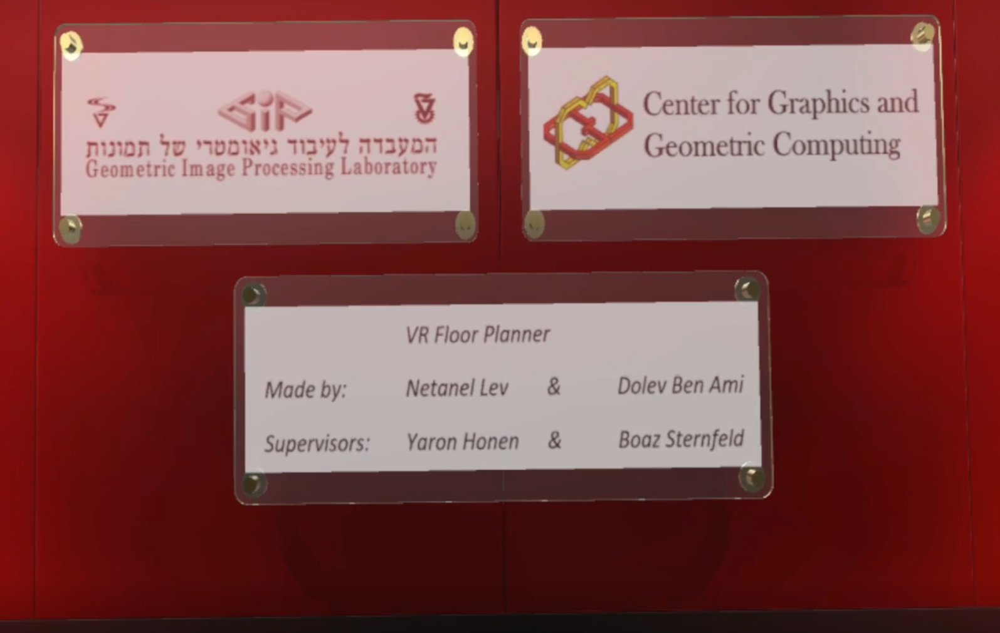 GiP
המעבדה לעיבוד גיאומטרי של תמונות
Geometric Image Processing Laboratory
Center for Graphics and
Geometric Computing
VR Floor Planner
Made by: Netanel Lev & Dolev Ben Ami
Supervisors: Yaron Honen & Boaz Sternfeld